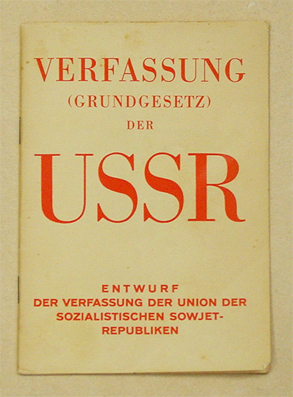 VERFASSUNG
(GRUNDGESETZ)
DER
USSR
ENTWURF
DER VERFASSUNG DER UNION DER
SOZIALISTISCHEN SOWJET-
REPUBLIKEN